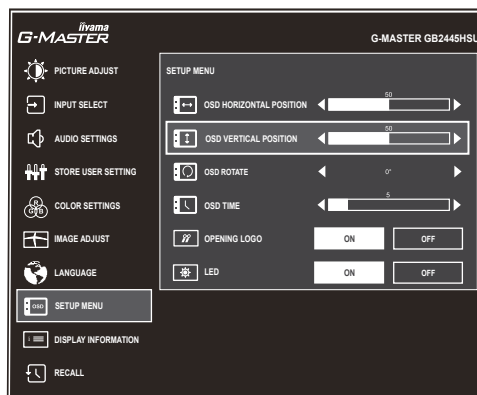 iiyama
G-MASTER
G-MASTER GB2445HSU
PICTURE ADJUST
INPUT SELECT
AUDIO SETTINGS
STORE USER SETTING
R
G B
COLOR SETTINGS
IMAGE ADJUST
LANGUAGE
OSD
SETUP MENU
i
DISPLAY INFORMATION
RECALL
SETUP MENU
OSD HORIZONTAL POSITION
50
OSD VERTICAL POSITION
50
OSD ROTATE
0°
OSD TIME
5
OPENING LOGO
ON
OFF
LED
ON
OFF